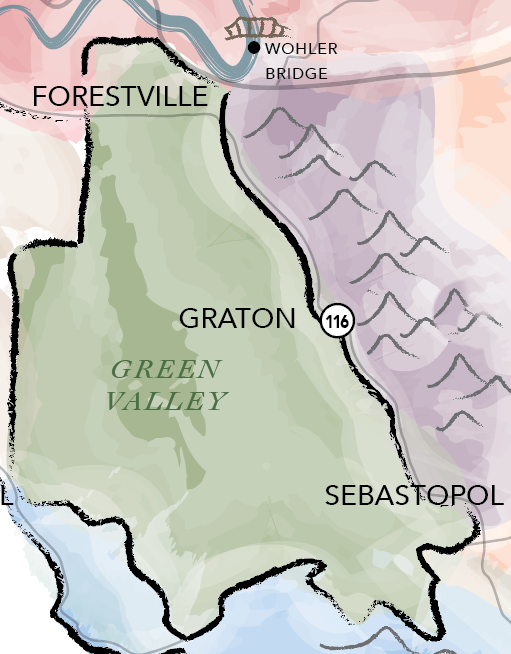 WOHLER
BRIDGE
FORESTVILLE
GRATON
116
GREEN
VALLEY
SEBASTOPOL
L